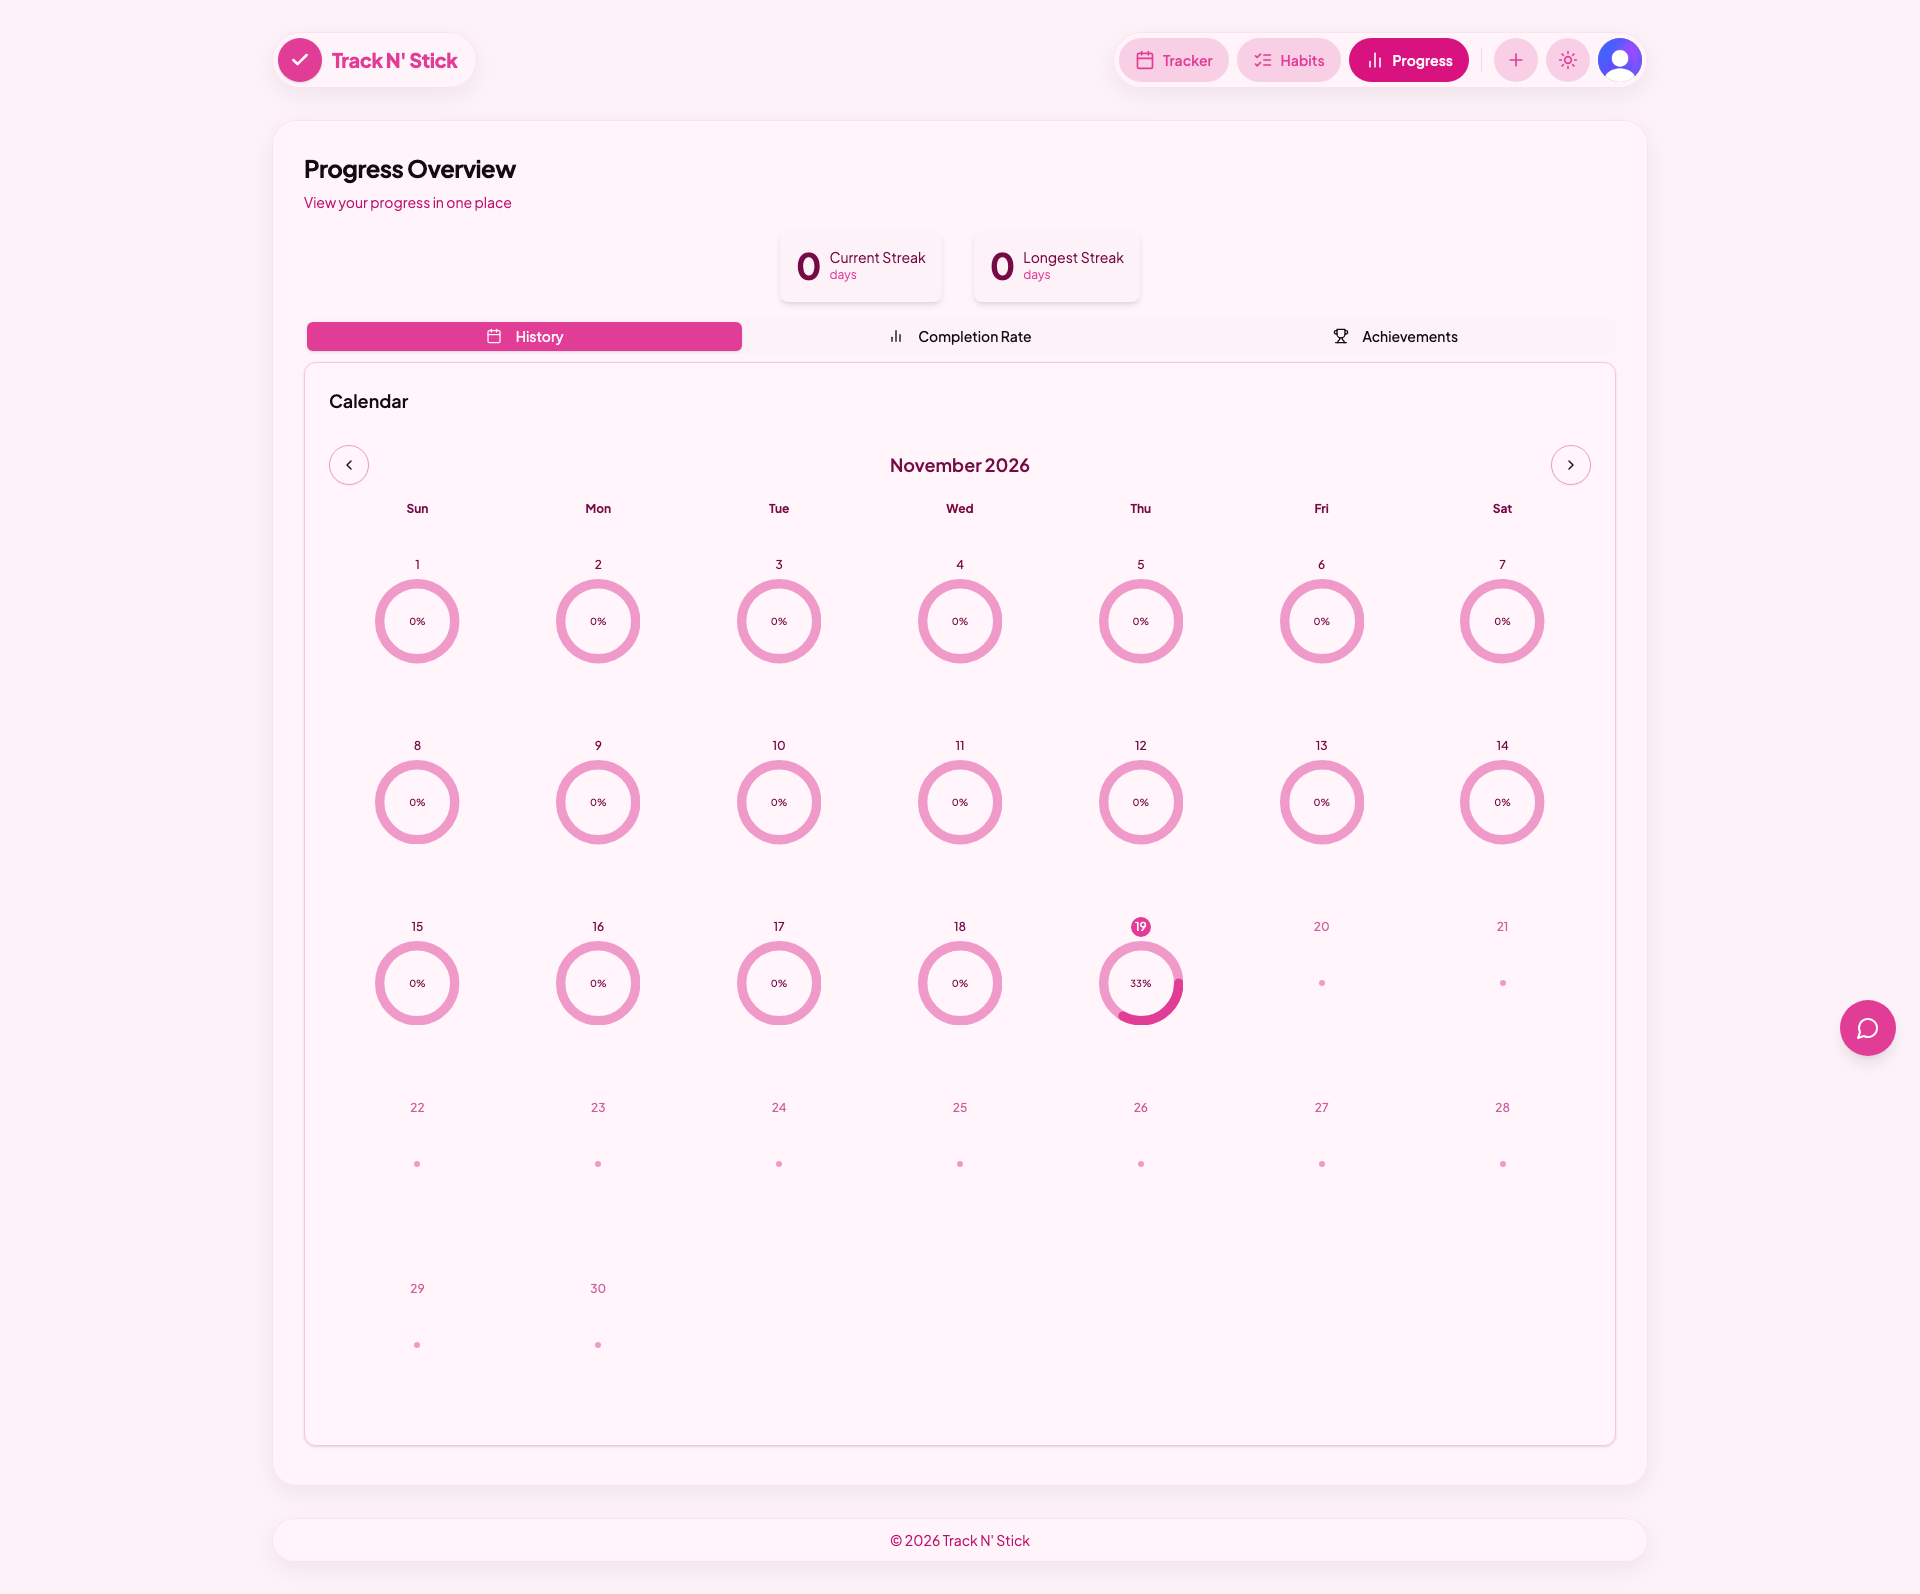 Track N' Stick
Tracker Habits Progress
Progress Overview
View your progress in one place
0 Current Streak days
0 Longest Streak days
History Completion Rate Achievements
Calendar
November 2026
Sun Mon Tue Wed Thu Fri Sat
1 2 3 4 5 6 7
0% 0% 0% 0% 0% 0% 0%
8 9 10 11 12 13 14
0% 0% 0% 0% 0% 0% 0%
15 16 17 18 19 20 21
0% 0% 0% 0% 33%
22 23 24 25 26 27 28
29 30
© 2026 Track N' Stick